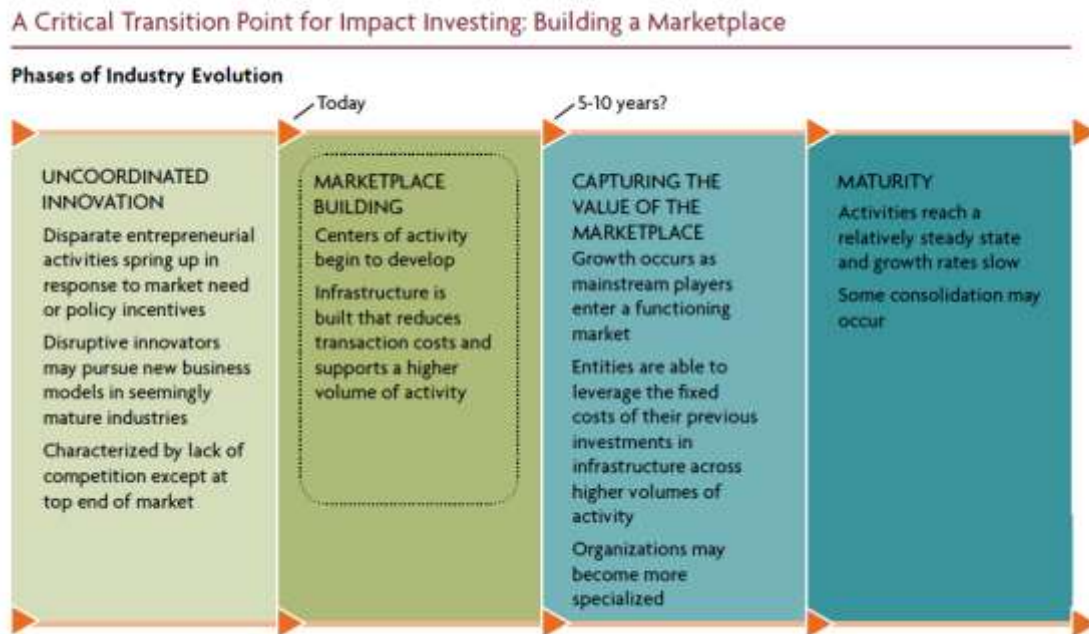 A Critical Transition Point for Impact Investing: Building a Marketplace
Phases of Industry Evolution
Today
5-10 years?
UNCOORDINATED
INNOVATION
Disparate entrepreneurial
activities spring up in
response to market need
or policy incentives
Disruptive innovators
may pursue new business
models in seemingly
mature industries
Characterized by lack of
competition except at
top end of market
MARKETPLACE
BUILDING
Centers of activity
begin to develop
Infrastructure is
built that reduces
transaction costs and
supports a higher
volume of activity
CAPTURING THE
VALUE OF THE
MARKETPLACE
Growth occurs as
mainstream players
enter a functioning
market
Entities are able to
leverage the fixed
costs of their previous
investments in
infrastructure across
higher volumes of
activity
Organizations may
become more
specialized
MATURITY
Activities reach a
relatively steady state
and growth rates slow
Some consolidation may
occur